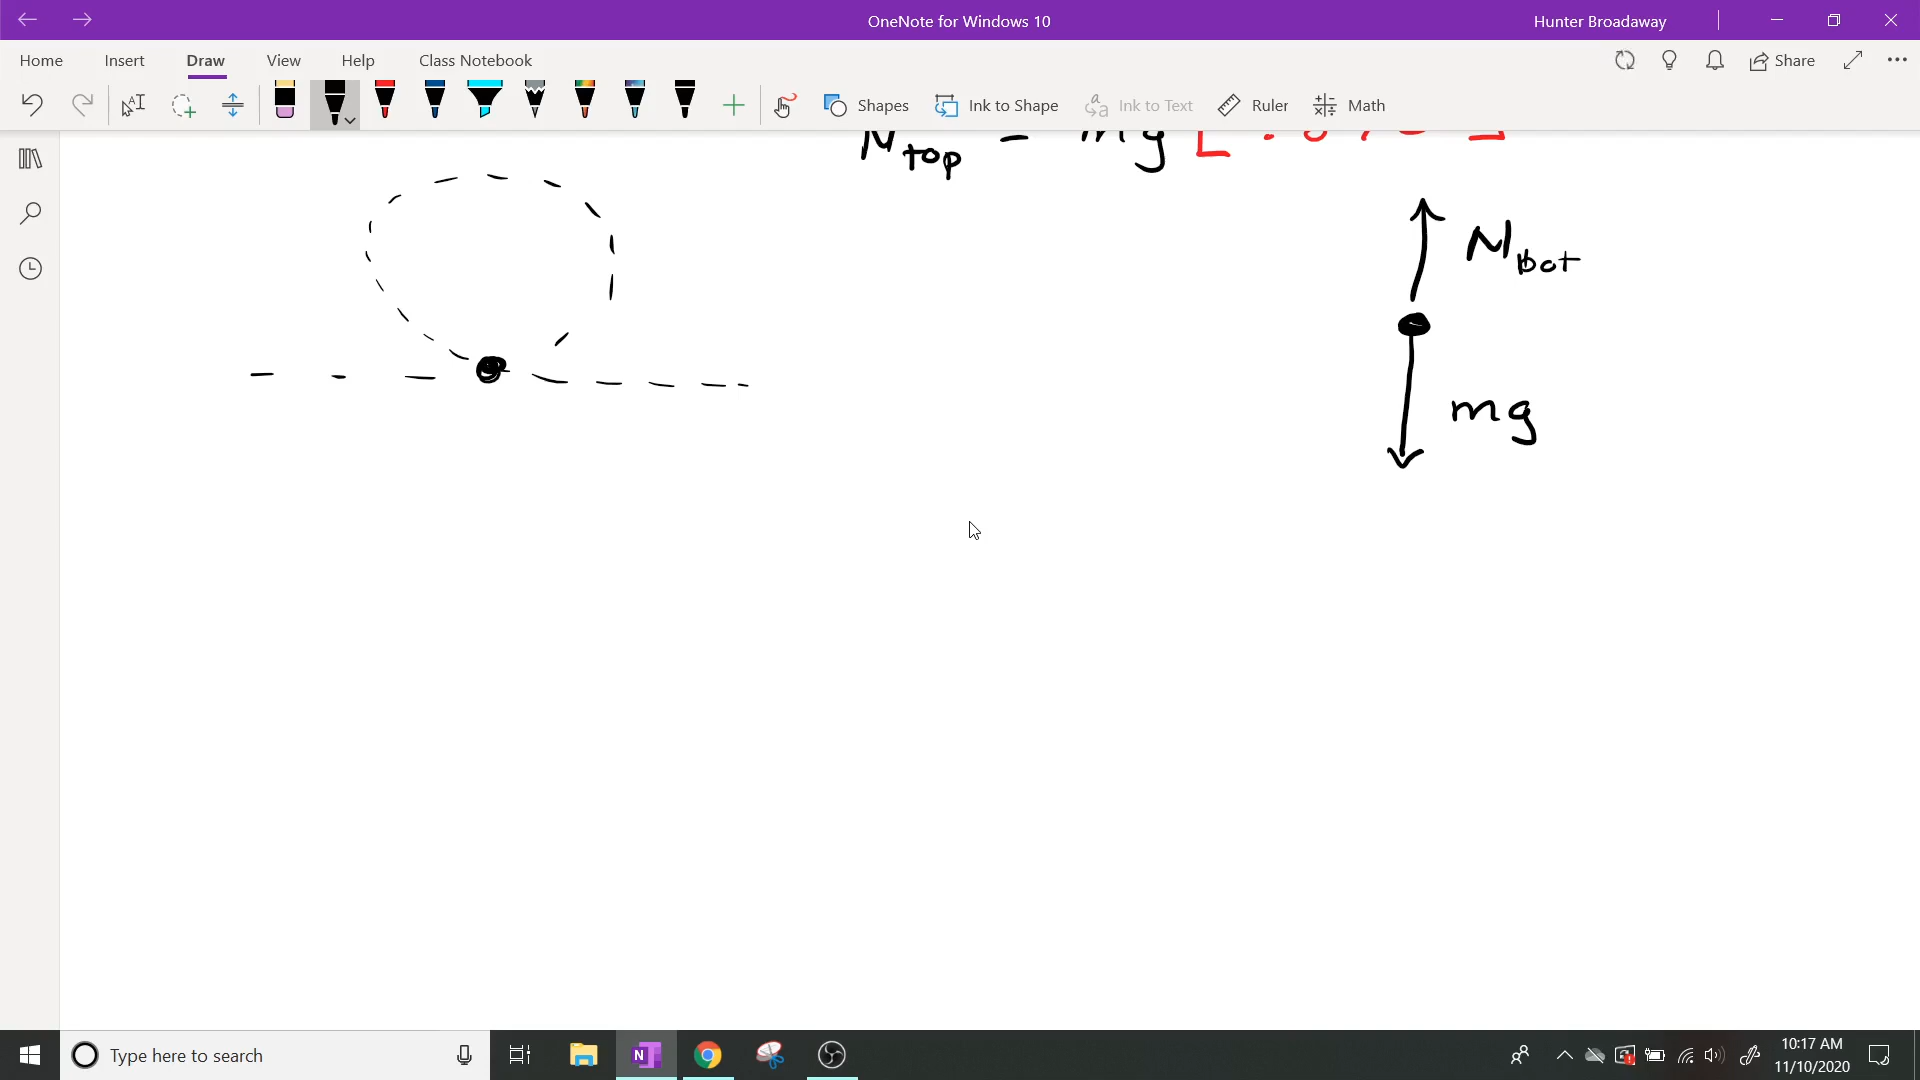 OneNote for Windows 10
Hunter Broadaway
Home Insert Draw View Help Class Notebook
Share
Shapes Ink to Shape Ink to Text Ruler Math
N top = mg
N bot
mg
Type here to search
10:17 AM
11/10/2020